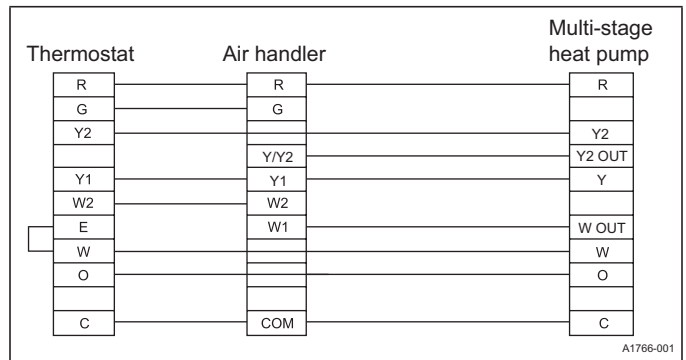 Thermostat Air handler Multi-stage heat pump
R R R
G G
Y2 Y2
Y/Y2 Y2 OUT
Y1 Y1 Y
W2 W2
E W1 W OUT
W W
O O
C COM C
A1766-001